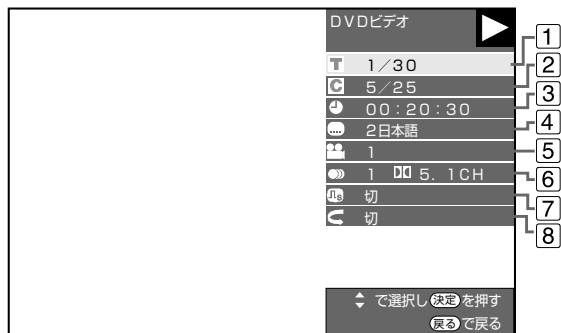 DVDビデオ
T 1／30 1
C 5／25 2
00：20：30 3
2日本語 4
1 5
1 5．1CH 6
切 7
切 8
で選択し 決定 を押す
戻る で戻る